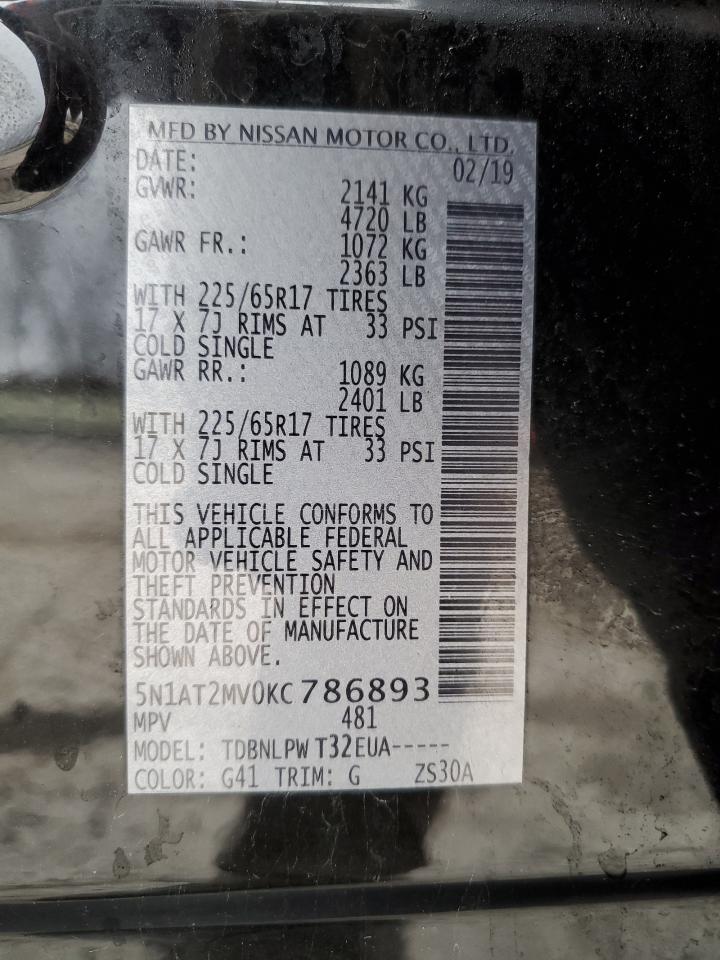 MFD BY NISSAN MOTOR CO., LTD.
DATE: 02/19
GVWR: 2141 KG
4720 LB
GAWR FR.: 1072 KG
2363 LB
WITH 225/65R17 TIRES
17 X 7J RIMS AT 33 PSI
COLD SINGLE
GAWR RR.: 1089 KG
2401 LB
WITH 225/65R17 TIRES
17 X 7J RIMS AT 33 PSI
COLD SINGLE
THIS VEHICLE CONFORMS TO
ALL APPLICABLE FEDERAL
MOTOR VEHICLE SAFETY AND
THEFT PREVENTION
STANDARDS IN EFFECT ON
THE DATE OF MANUFACTURE
SHOWN ABOVE.
5N1AT2MV0KC786893
MPV 481
MODEL: TDBNLPW T32EUA-----
COLOR: G41 TRIM: G ZS30A